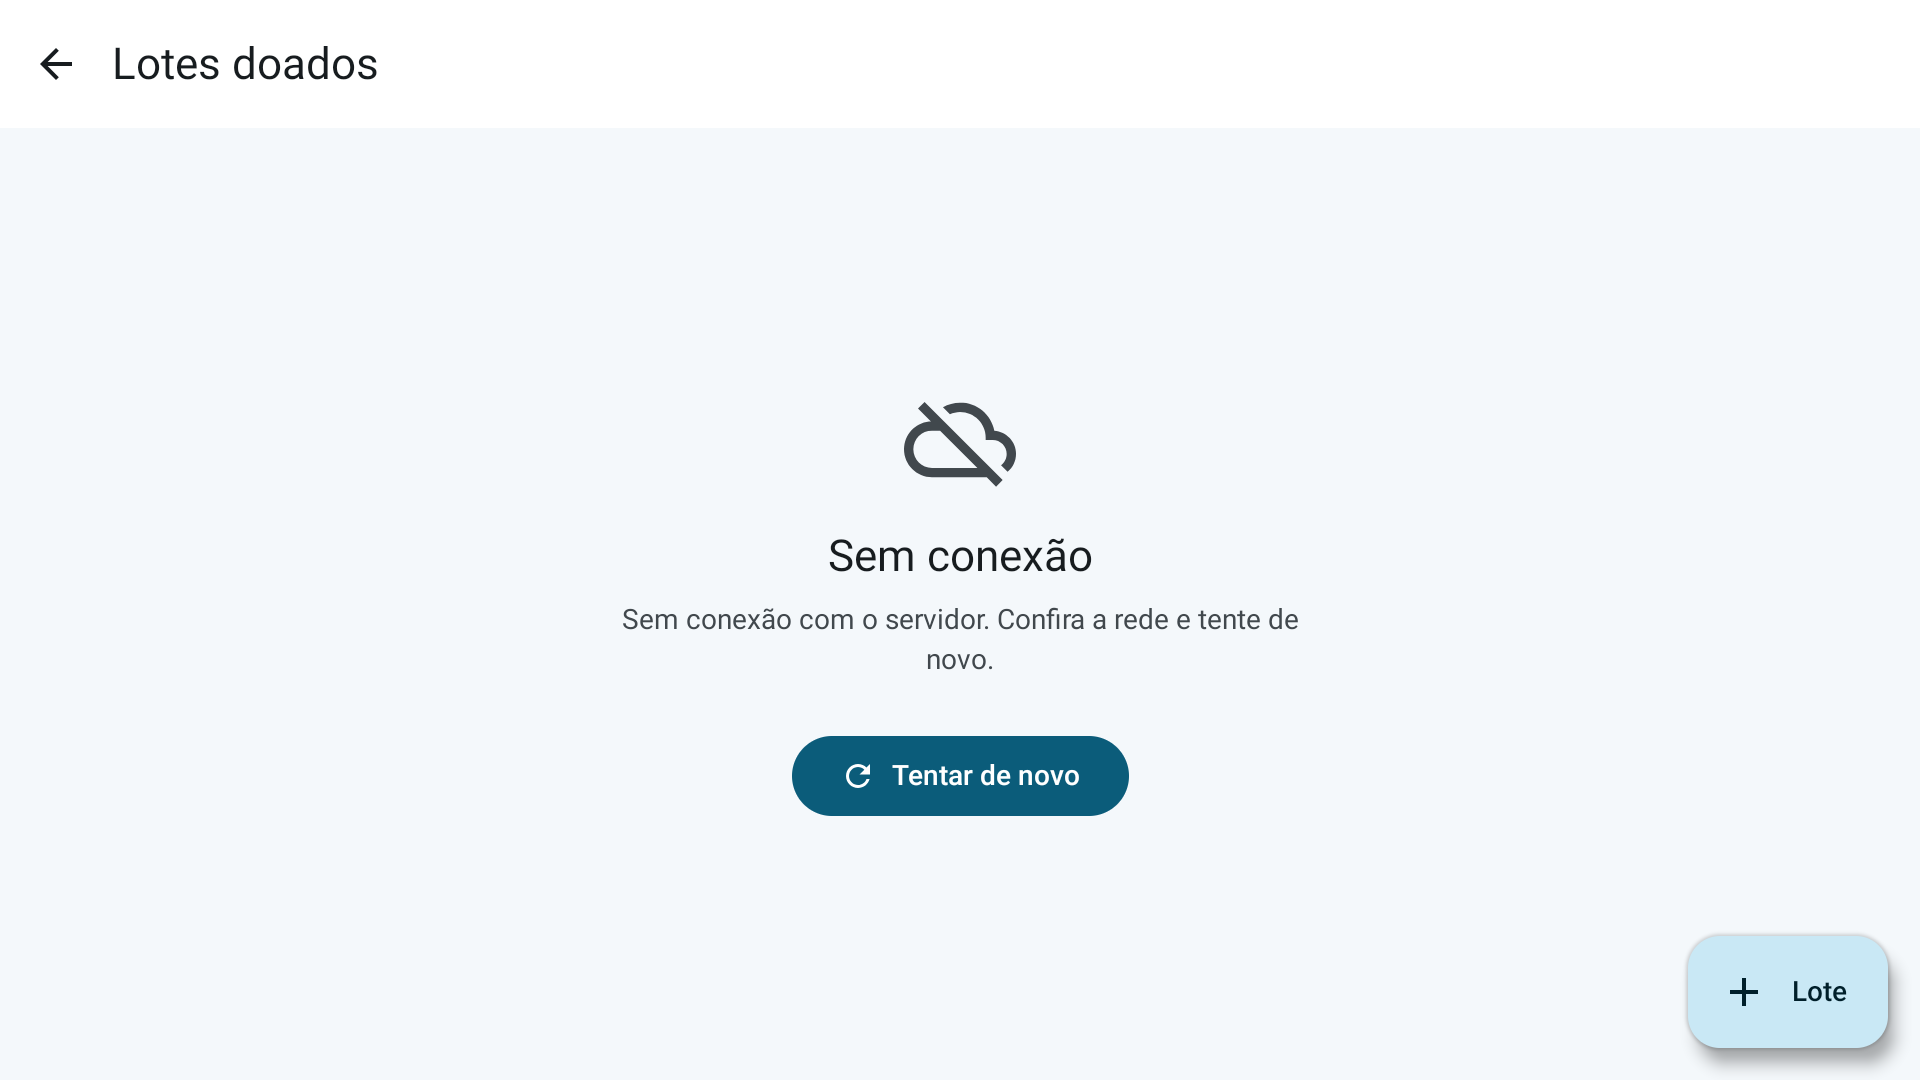 Lotes doados
Sem conexão
Sem conexão com o servidor. Confira a rede e tente de
novo.
Tentar de novo
Lote